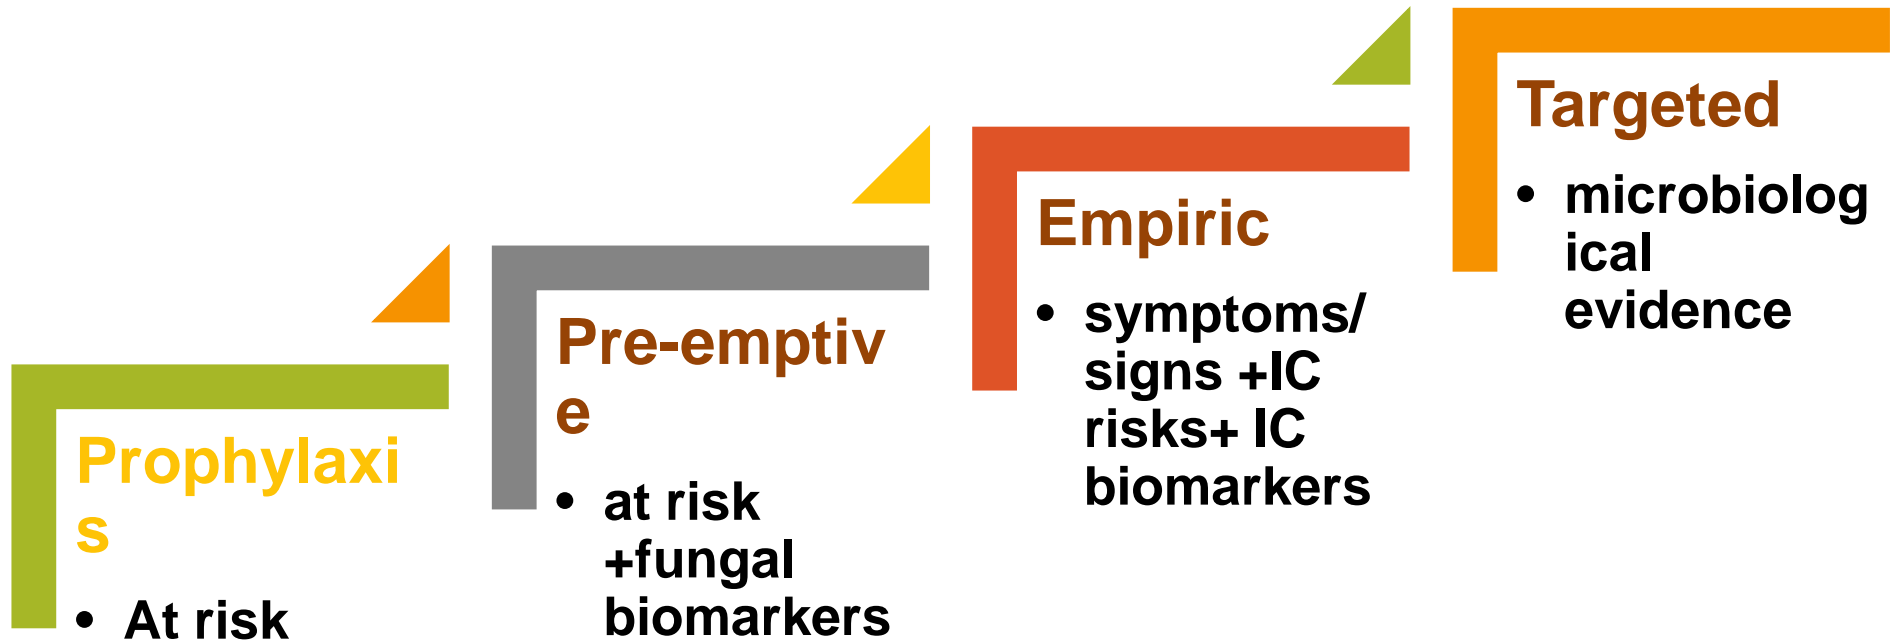 Prophylaxi
s
• At risk
Pre-emptiv
e
• at risk
+fungal
biomarkers
Empiric
• symptoms/
signs +IC
risks+ IC
biomarkers
Targeted
• microbiolog
ical
evidence